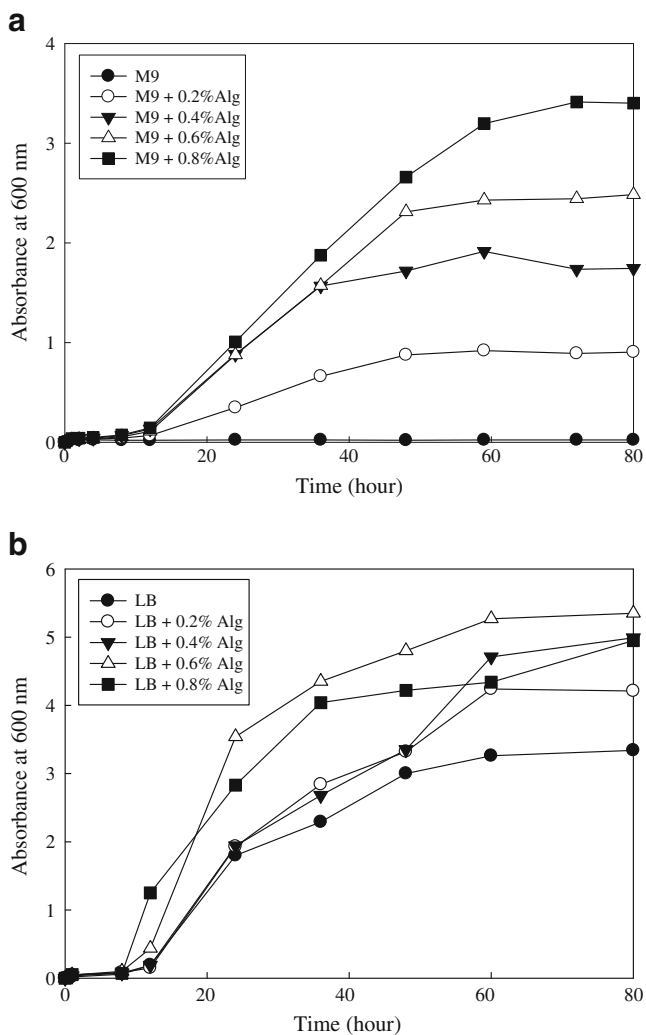 a
4
3
2
1
0
Absorbance at 600 nm
M9
M9 + 0.2%Alg
M9 + 0.4%Alg
M9 + 0.6%Alg
M9 + 0.8%Alg
0 20 40 60 80
Time (hour)
b
6
5
4
3
2
1
0
Absorbance at 600 nm
LB
LB + 0.2% Alg
LB + 0.4% Alg
LB + 0.6% Alg
LB + 0.8% Alg
0 20 40 60 80
Time (hour)